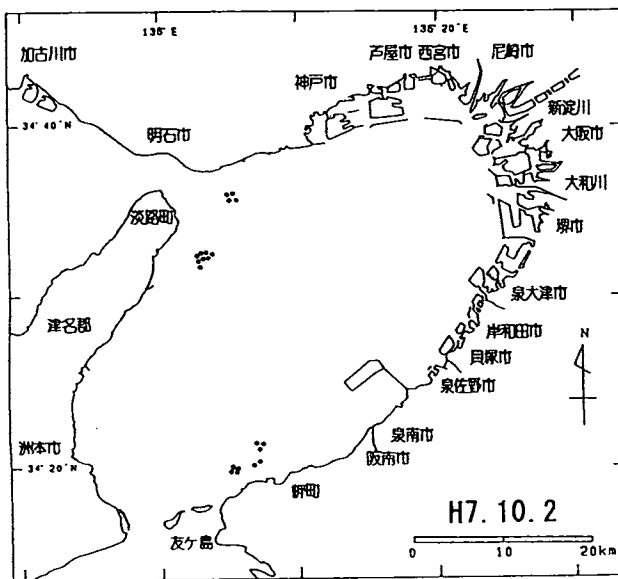 135°E
135°20'E
加古川市
芦屋市
西宮市
尼崎市
神戸市
新淀川
34°40'N
明石市
大阪市
大和川
淡路町
堺市
泉大津市
津名郡
岸和田市
N
貝塚市
泉佐野市
泉南市
洲本市
阪南市
34°20'N
岬町
H7.10.2
友ケ島
0 10 20km